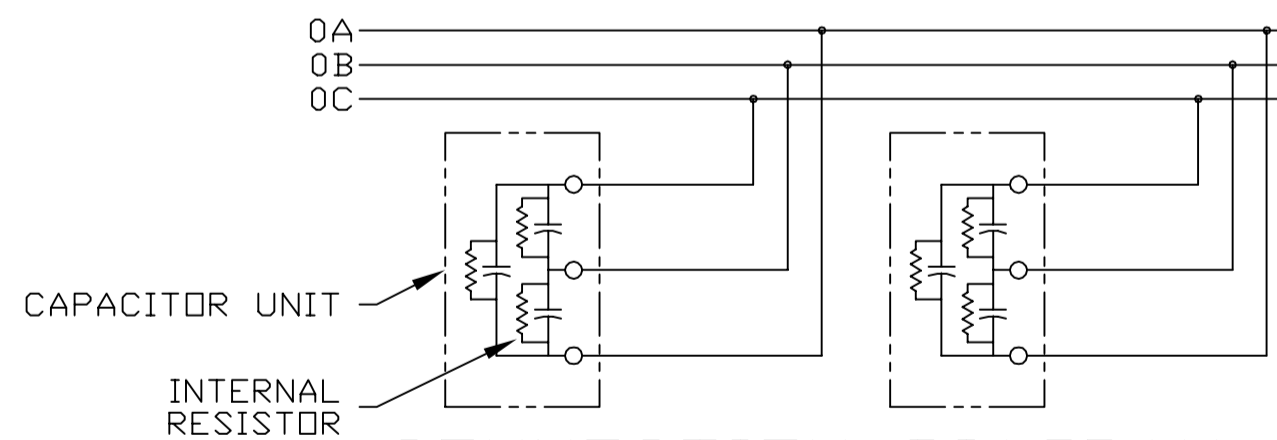 0A
0B
0C
CAPACITOR UNIT
INTERNAL
RESISTOR